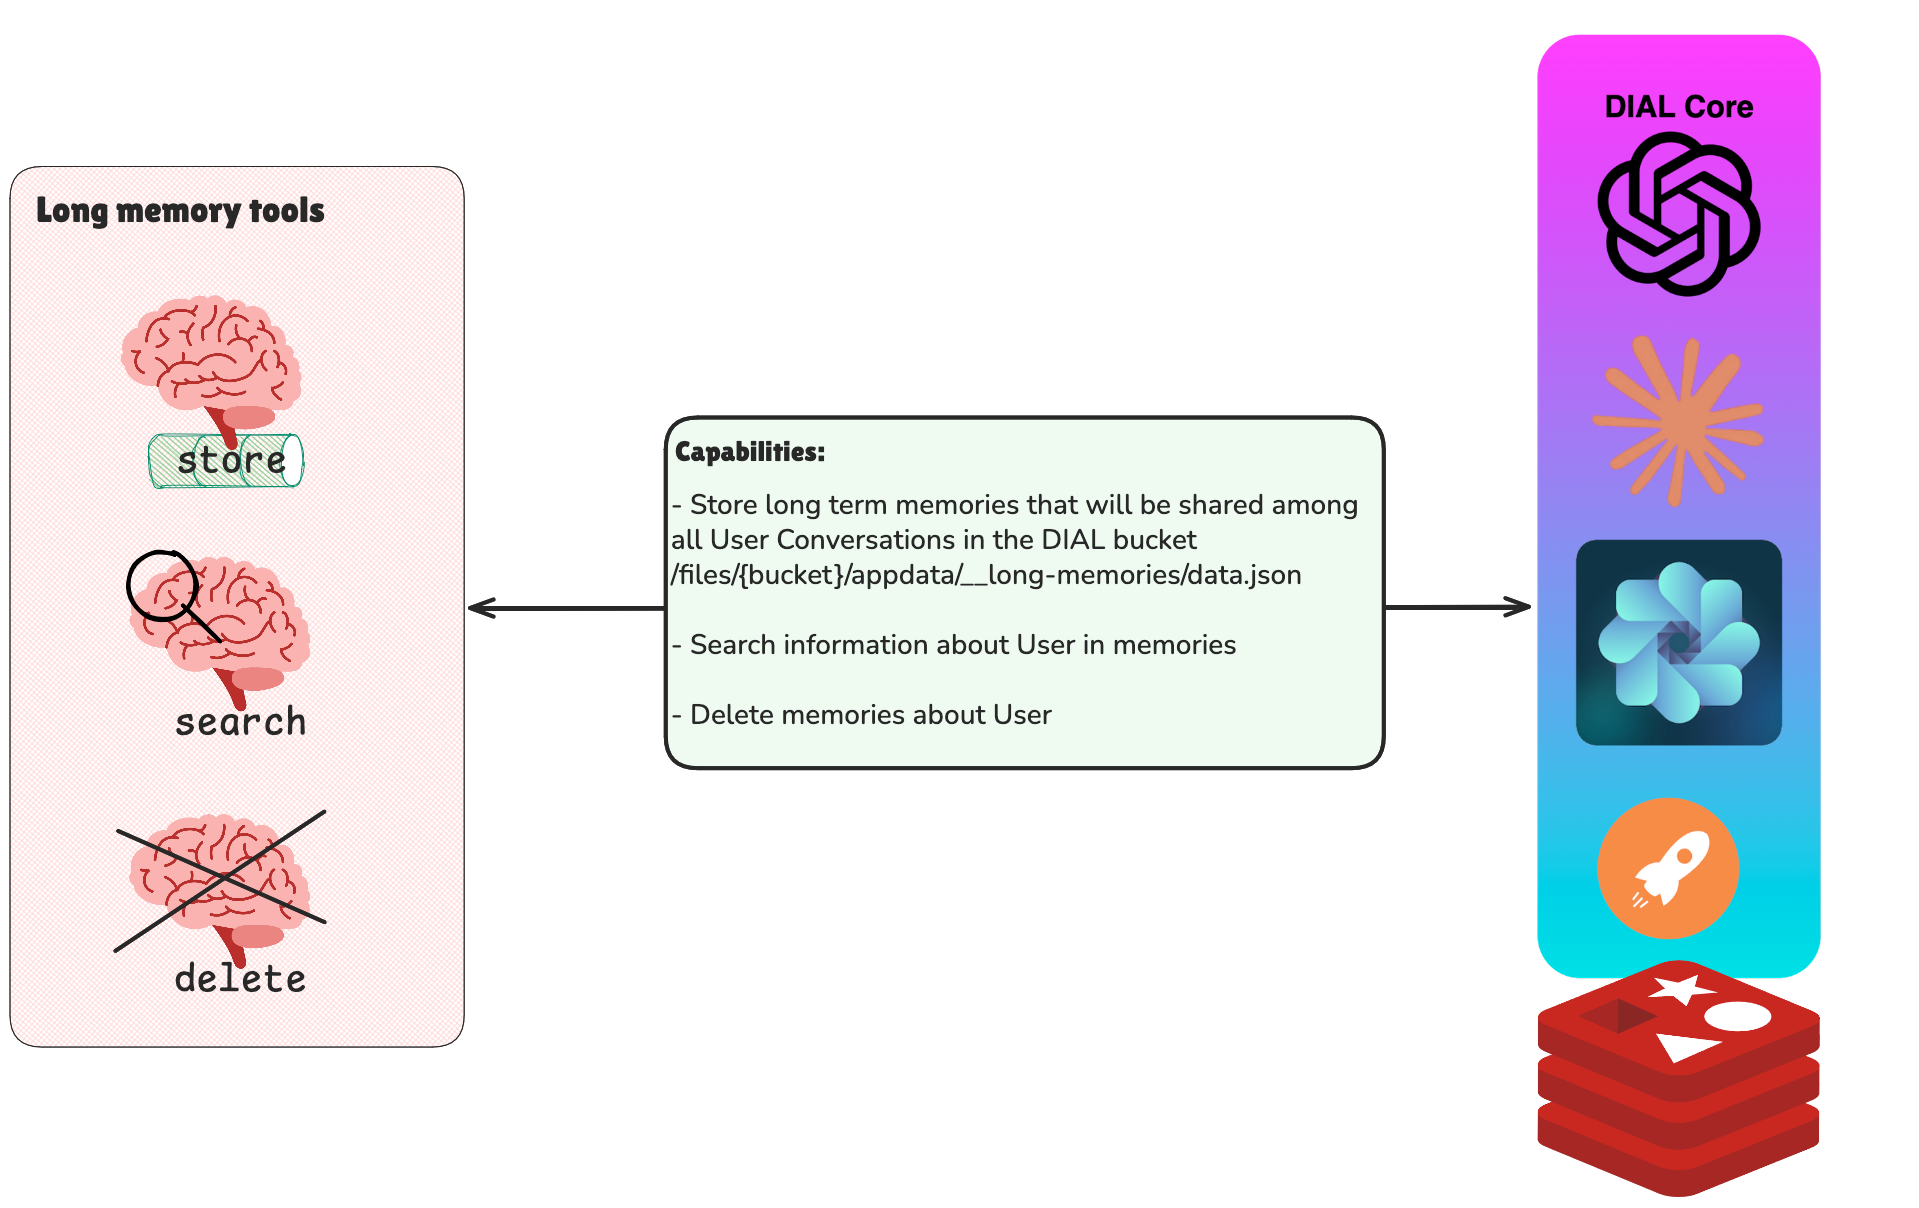 Long memory tools
store
search
delete
Capabilities:
- Store long term memories that will be shared among
all User Conversations in the DIAL bucket
/files/{bucket}/appdata/__long-memories/data.json
- Search information about User in memories
- Delete memories about User
DIAL Core